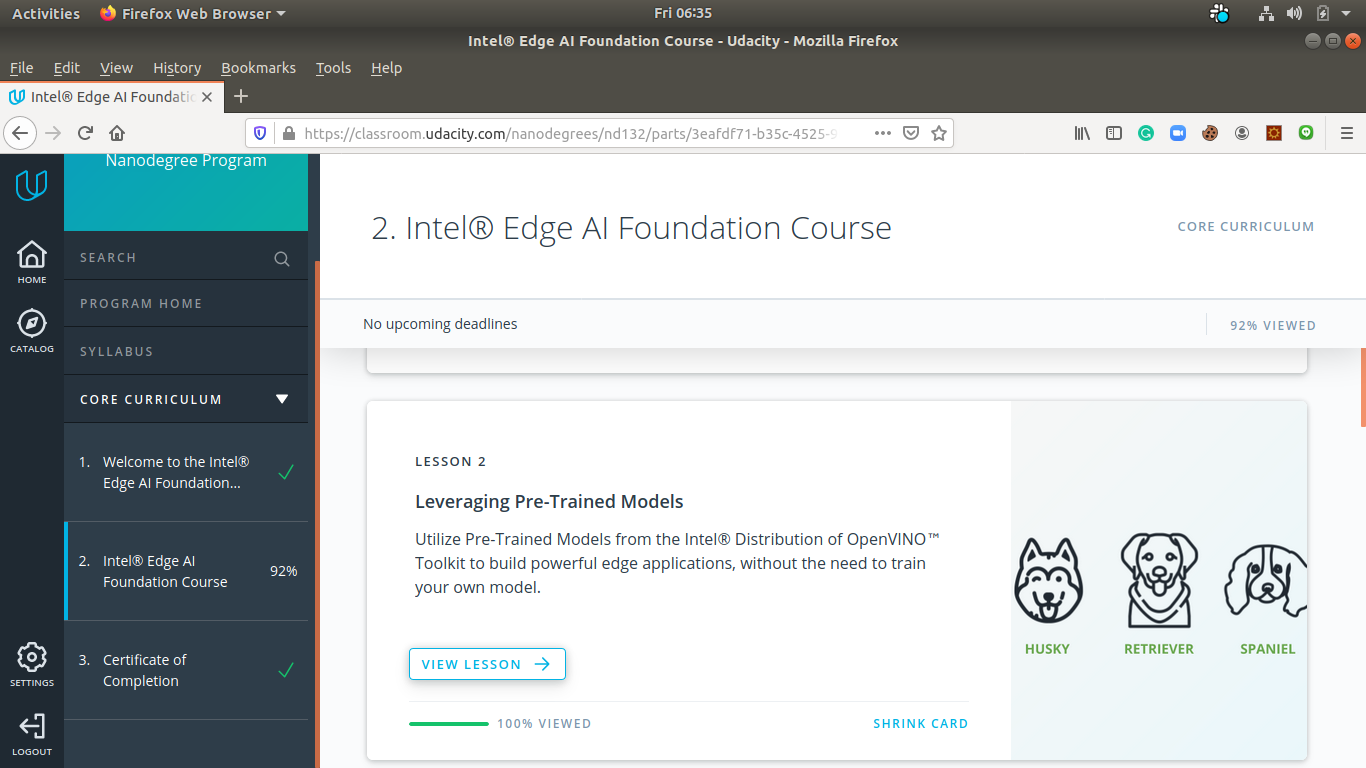 Activities
Firefox Web Browser
Fri 06:35
Intel® Edge AI Foundation Course - Udacity - Mozilla Firefox
File Edit View History Bookmarks Tools Help
Intel® Edge AI Foundatio
https://classroom.udacity.com/nanodegrees/nd132/parts/3eafdf71-b35c-4525-9
HOME
CATALOG
SETTINGS
LOGOUT
Nanodegree Program
SEARCH
PROGRAM HOME
SYLLABUS
CORE CURRICULUM
1. Welcome to the Intel®
Edge AI Foundation...
2. Intel® Edge AI
Foundation Course
92%
3. Certificate of
Completion
2. Intel® Edge AI Foundation Course
CORE CURRICULUM
No upcoming deadlines
92% VIEWED
LESSON 2
Leveraging Pre-Trained Models
Utilize Pre-Trained Models from the Intel® Distribution of OpenVINO™
Toolkit to build powerful edge applications, without the need to train
your own model.
VIEW LESSON
100% VIEWED
SHRINK CARD
HUSKY
RETRIEVER
SPANIEL